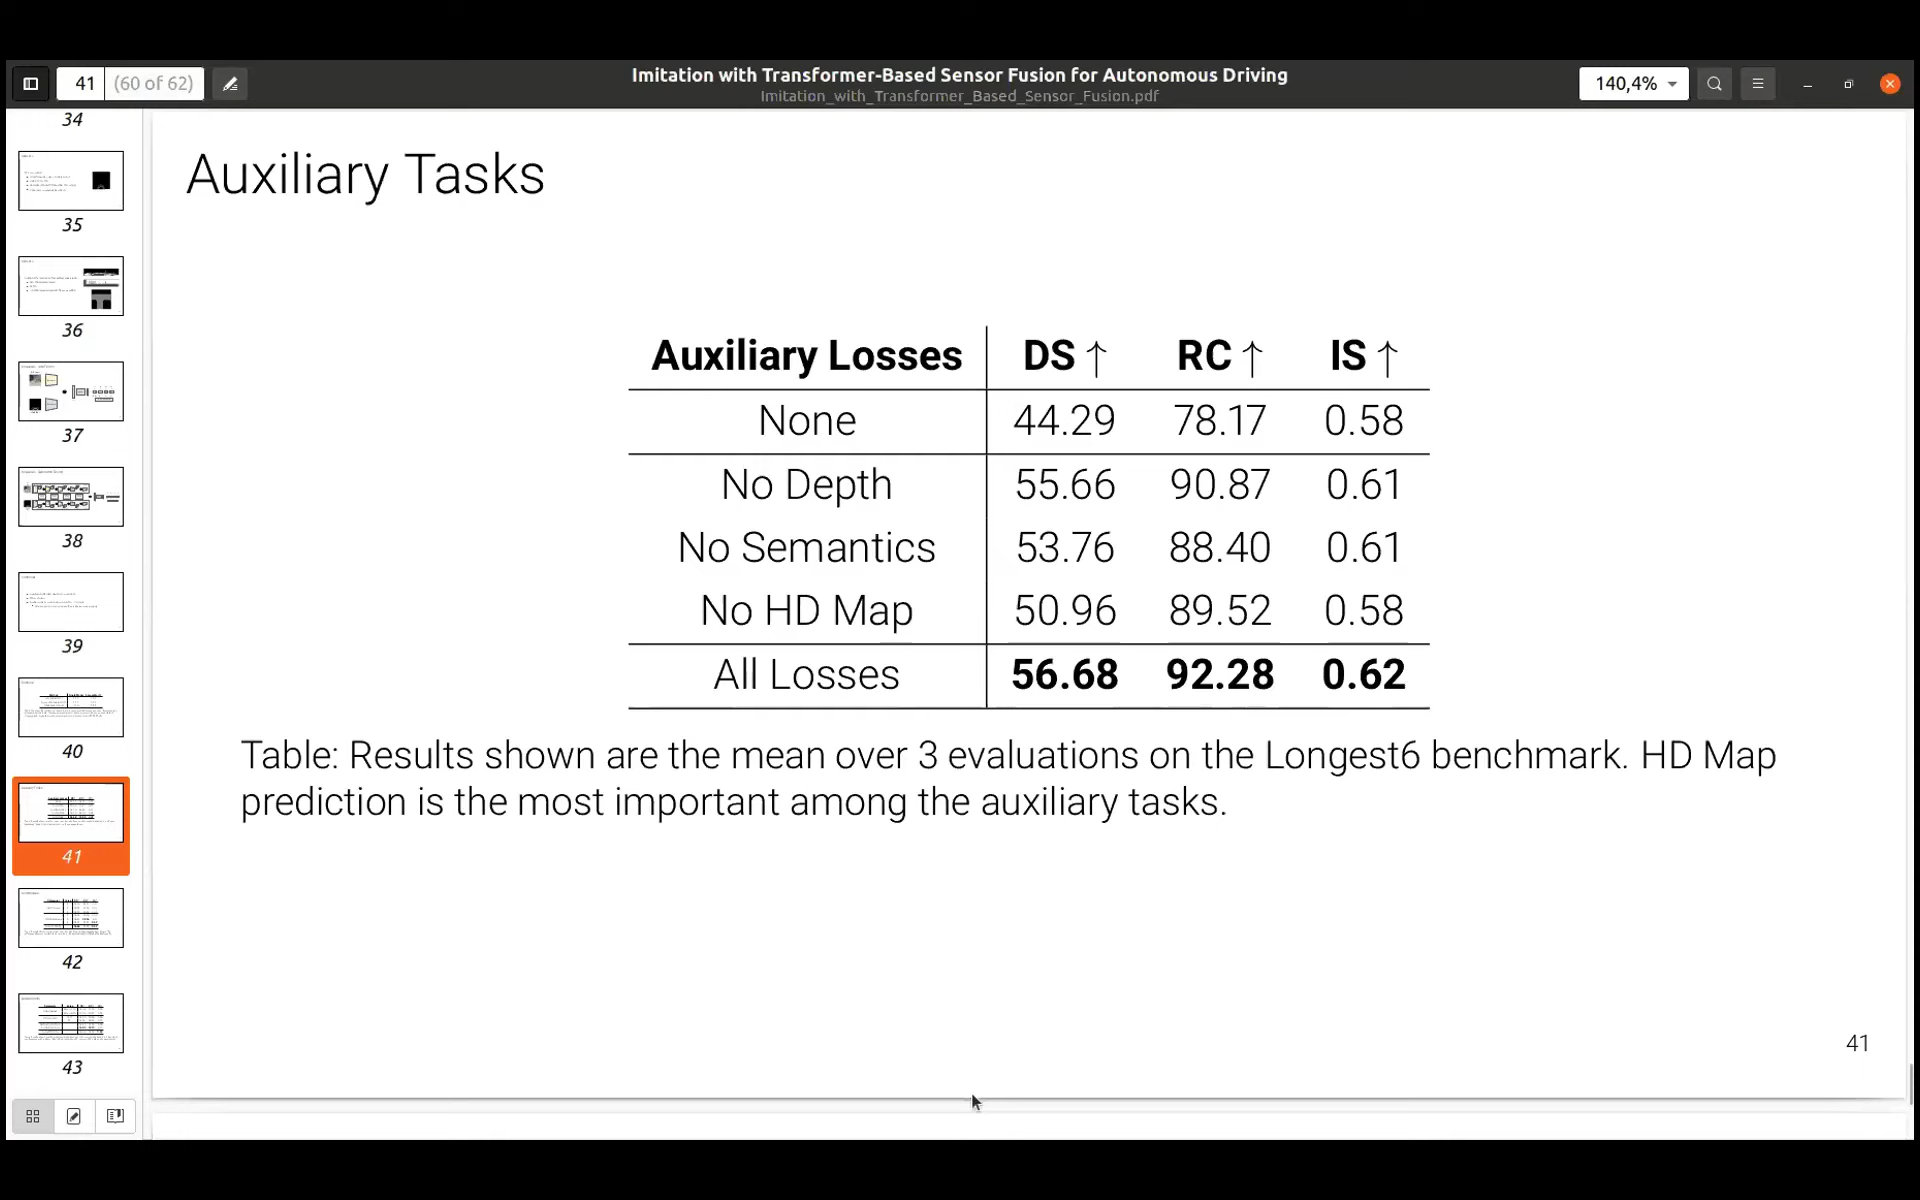 41 (60 of 62)
Imitation with Transformer-Based Sensor Fusion for Autonomous Driving
Imitation_with_Transformer_Based_Sensor_Fusion.pdf
140,4%
34
35
36
37
38
39
40
41
42
43
Auxiliary Tasks
Auxiliary Losses DS ↑ RC ↑ IS ↑
None 44.29 78.17 0.58
No Depth 55.66 90.87 0.61
No Semantics 53.76 88.40 0.61
No HD Map 50.96 89.52 0.58
All Losses 56.68 92.28 0.62
Table: Results shown are the mean over 3 evaluations on the Longest6 benchmark. HD Map
prediction is the most important among the auxiliary tasks.
41